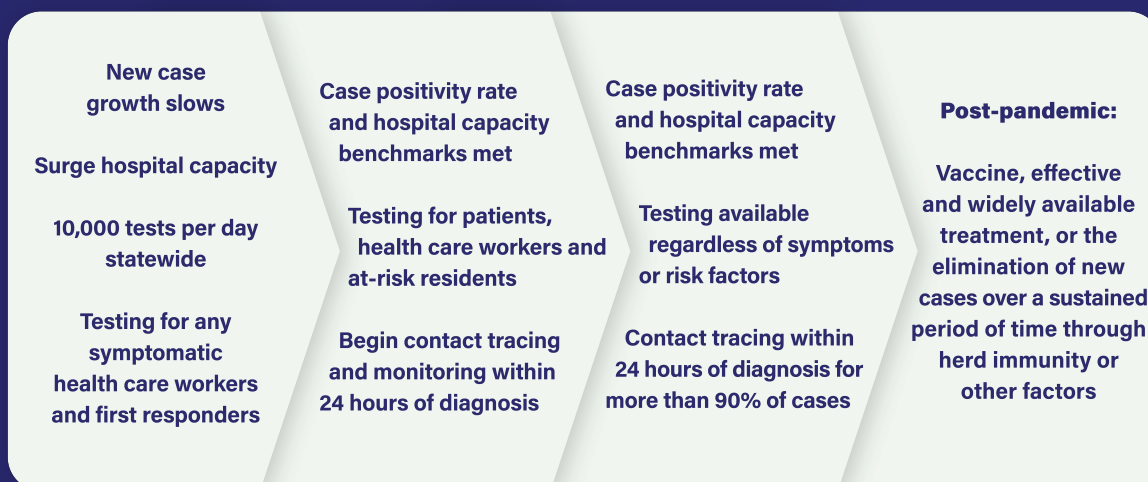 New case
growth slows
Surge hospital capacity
10,000 tests per day
statewide
Testing for any
symptomatic
health care workers
and first responders
Case positivity rate
and hospital capacity
benchmarks met
Testing for patients,
health care workers and
at-risk residents
Begin contact tracing
and monitoring within
24 hours of diagnosis
Case positivity rate
and hospital capacity
benchmarks met
Testing available
regardless of symptoms
or risk factors
Contact tracing within
24 hours of diagnosis for
more than 90% of cases
Post-pandemic:
Vaccine, effective
and widely available
treatment, or the
elimination of new
cases over a sustained
period of time through
herd immunity or
other factors